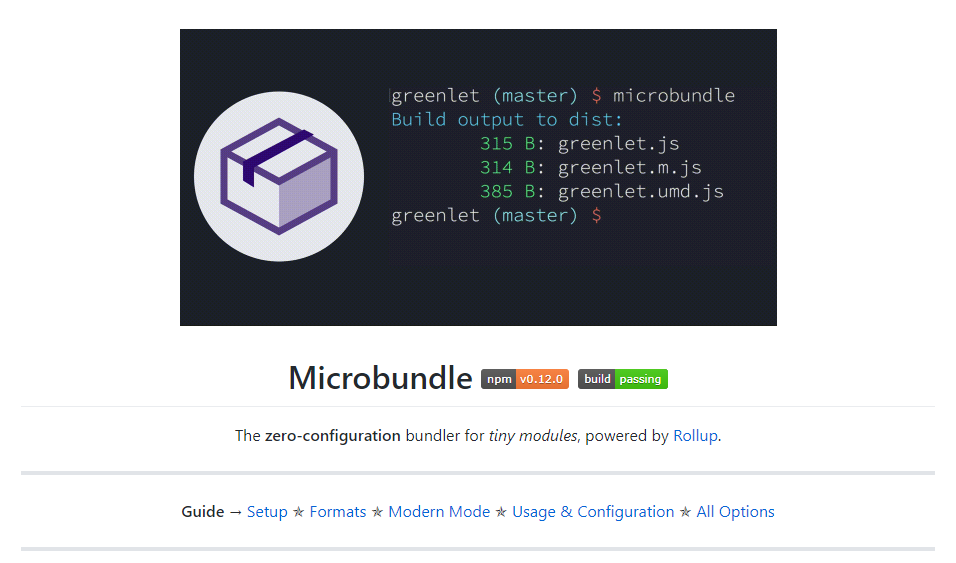 greenlet (master) $ microbundle
Build output to dist:
315 B: greenlet.js
314 B: greenlet.m.js
385 B: greenlet.umd.js
greenlet (master) $
Microbundle npm v0.12.0 build passing
The zero-configuration bundler for tiny modules, powered by Rollup.
Guide → Setup ✯ Formats ✯ Modern Mode ✯ Usage & Configuration ✯ All Options